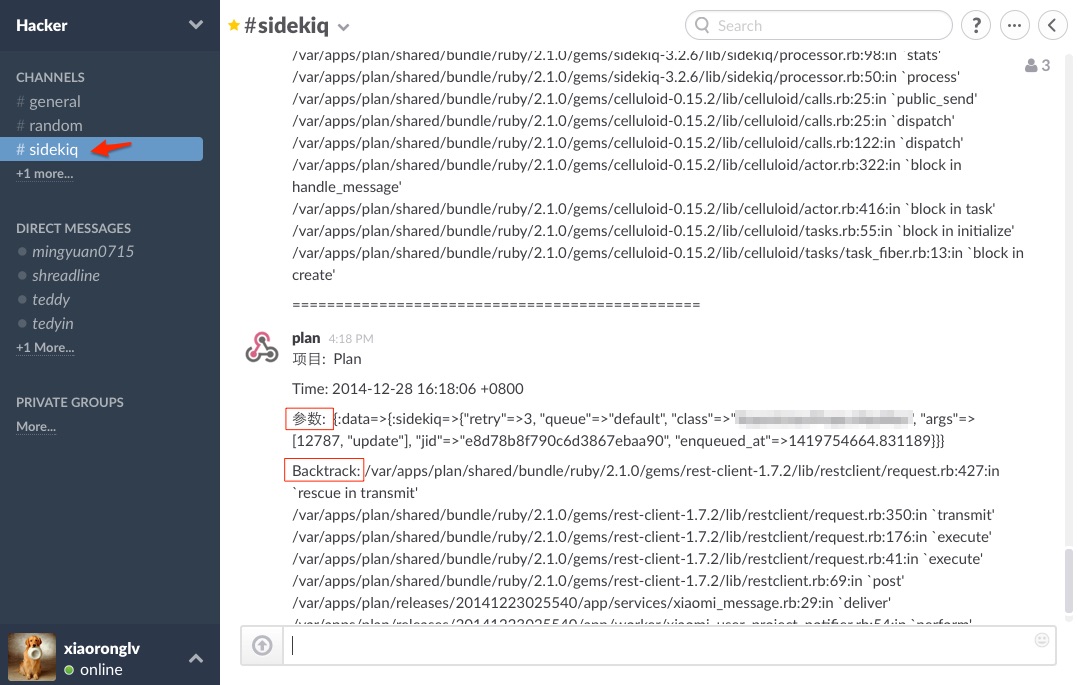 Hacker
CHANNELS
# general
# random
# sidekiq
+1 more...
DIRECT MESSAGES
mingyuan0715
shreadline
teddy
tedyin
+1 More...
PRIVATE GROUPS
More...
xiaoronglv
online
#sidekiq
Search
?
3
/var/apps/plan/shared/bundle/ruby/2.1.0/gems/sidekiq-3.2.6/lib/sidekiq/processor.rb:98:in `stats'
/var/apps/plan/shared/bundle/ruby/2.1.0/gems/sidekiq-3.2.6/lib/sidekiq/processor.rb:50:in `process'
/var/apps/plan/shared/bundle/ruby/2.1.0/gems/celluloid-0.15.2/lib/celluloid/calls.rb:25:in `public_send'
/var/apps/plan/shared/bundle/ruby/2.1.0/gems/celluloid-0.15.2/lib/celluloid/calls.rb:25:in `dispatch'
/var/apps/plan/shared/bundle/ruby/2.1.0/gems/celluloid-0.15.2/lib/celluloid/calls.rb:122:in `dispatch'
/var/apps/plan/shared/bundle/ruby/2.1.0/gems/celluloid-0.15.2/lib/celluloid/actor.rb:322:in `block in
handle_message'
/var/apps/plan/shared/bundle/ruby/2.1.0/gems/celluloid-0.15.2/lib/celluloid/actor.rb:416:in `block in task'
/var/apps/plan/shared/bundle/ruby/2.1.0/gems/celluloid-0.15.2/lib/celluloid/tasks.rb:55:in `block in initialize'
/var/apps/plan/shared/bundle/ruby/2.1.0/gems/celluloid-0.15.2/lib/celluloid/tasks/task_fiber.rb:13:in `block in
create'
===============================================
plan 4:18 PM
项目: Plan
Time: 2014-12-28 16:18:06 +0800
参数: {:data=>{:sidekiq=>{"retry"=>3, "queue"=>"default", "class"=>"", "args"=>
[12787, "update"], "jid"=>"e8d78b8f790c6d3867ebaa90", "enqueued_at"=>1419754664.831189}}}
Backtrack: /var/apps/plan/shared/bundle/ruby/2.1.0/gems/rest-client-1.7.2/lib/restclient/request.rb:427:in
`rescue in transmit'
/var/apps/plan/shared/bundle/ruby/2.1.0/gems/rest-client-1.7.2/lib/restclient/request.rb:350:in `transmit'
/var/apps/plan/shared/bundle/ruby/2.1.0/gems/rest-client-1.7.2/lib/restclient/request.rb:176:in `execute'
/var/apps/plan/shared/bundle/ruby/2.1.0/gems/rest-client-1.7.2/lib/restclient/request.rb:41:in `execute'
/var/apps/plan/shared/bundle/ruby/2.1.0/gems/rest-client-1.7.2/lib/restclient.rb:69:in `post'
/var/apps/plan/releases/20141223025540/app/services/xiaomi_message.rb:29:in `deliver'
/var/apps/plan/releases/20141223025540/app/worker/xiaomi_user_project_notifier.rb:54:in `perform'